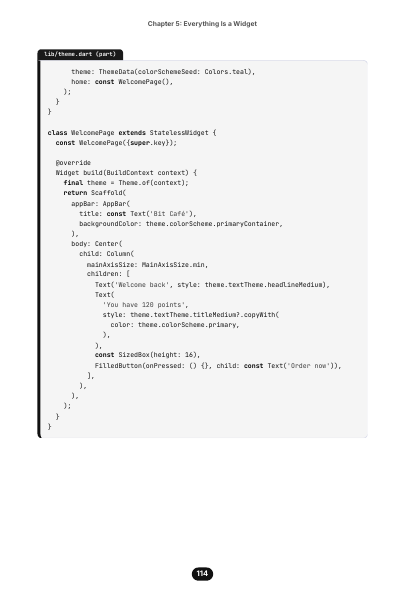 Chapter 5: Everything Is a Widget
lib/theme.dart (part)
      theme: ThemeData(colorSchemeSeed: Colors.teal),
      home: const WelcomePage(),
    );
  }
}

class WelcomePage extends StatelessWidget {
  const WelcomePage({super.key});

  @override
  Widget build(BuildContext context) {
    final theme = Theme.of(context);
    return Scaffold(
      appBar: AppBar(
        title: const Text('Bit Café'),
        backgroundColor: theme.colorScheme.primaryContainer,
      ),
      body: Center(
        child: Column(
          mainAxisSize: MainAxisSize.min,
          children: [
            Text('Welcome back', style: theme.textTheme.headlineMedium),
            Text(
              'You have 120 points',
              style: theme.textTheme.titleMedium?.copyWith(
                color: theme.colorScheme.primary,
              ),
            ),
            const SizedBox(height: 16),
            FilledButton(onPressed: () {}, child: const Text('Order now')),
          ],
        ),
      ),
    );
  }
}
114